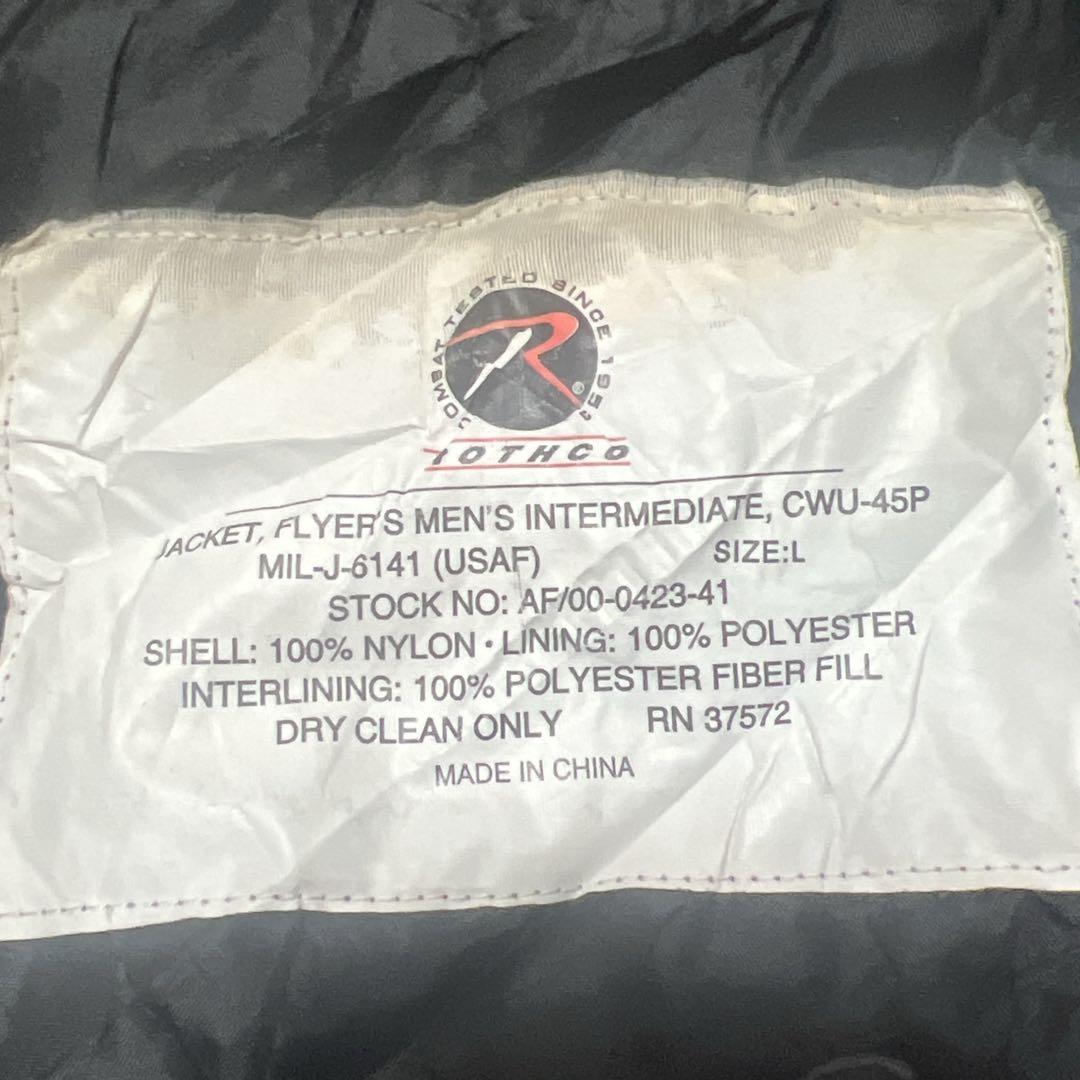 COMBAT TESTED SINCE 1953
R ®
ROTHCO
JACKET, FLYER'S MEN'S INTERMEDIATE, CWU-45P
MIL-J-6141 (USAF) SIZE:L
STOCK NO: AF/00-0423-41
SHELL: 100% NYLON • LINING: 100% POLYESTER
INTERLINING: 100% POLYESTER FIBER FILL
DRY CLEAN ONLY RN 37572
MADE IN CHINA